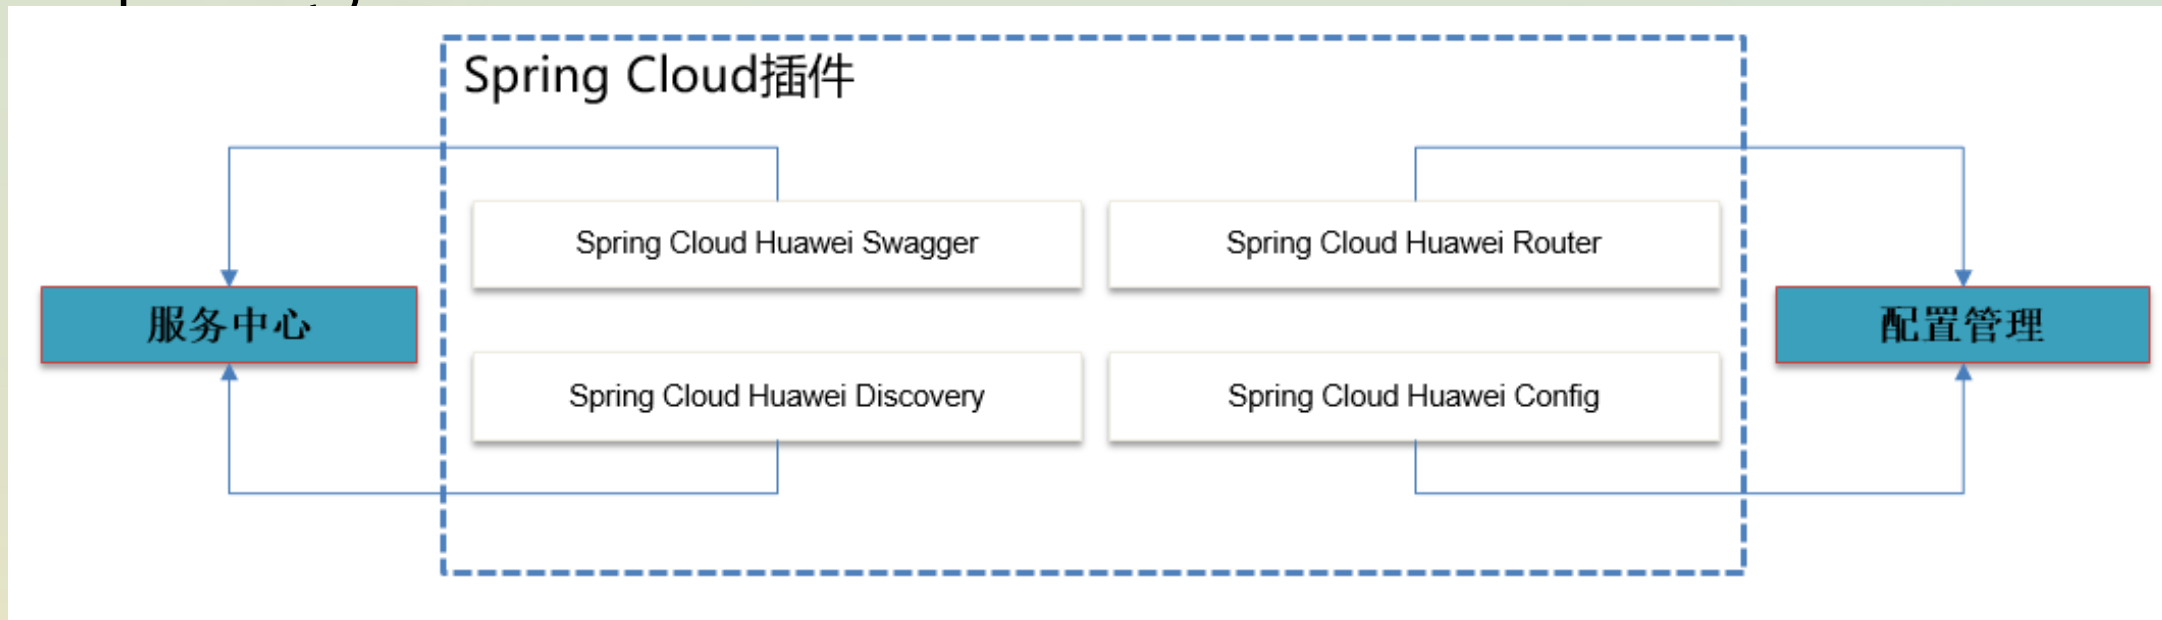 Spring Cloud插件
Spring Cloud Huawei Swagger
Spring Cloud Huawei Router
服务中心
配置管理
Spring Cloud Huawei Discovery
Spring Cloud Huawei Config